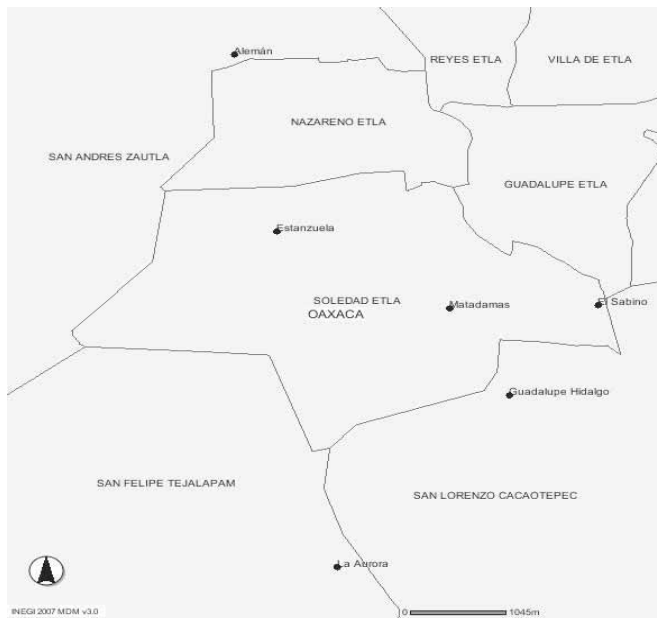 Alemán
REYES ETLA
VILLA DE ETLA
NAZARENO ETLA
SAN ANDRES ZAUTLA
GUADALUPE ETLA
Estanzuela
SOLEDAD ETLA
OAXACA
Matadamas
El Sabino
Guadalupe Hidalgo
SAN FELIPE TEJALAPAM
SAN LORENZO CACAOTEPEC
La Aurora
INEGI 2007 MDM v3.0
0 1045m